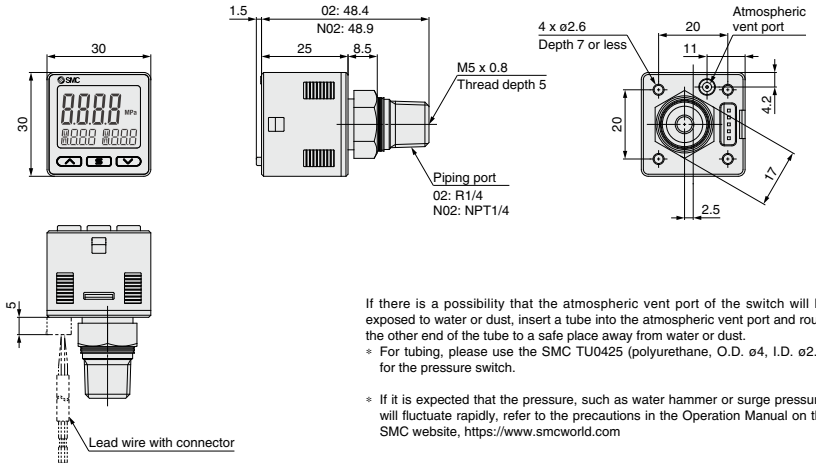 1.5
02: 48.4
N02: 48.9
25
8.5
M5 x 0.8
Thread depth 5
Piping port
02: R1/4
N02: NPT1/4
30
30
SMC
8.8.8.8
MPa
4 x ø2.6
Depth 7 or less
20
Atmospheric
vent port
11
4.2
20
17
2.5
5
Lead wire with connector
If there is a possibility that the atmospheric vent port of the switch will
exposed to water or dust, insert a tube into the atmospheric vent port and
the other end of the tube to a safe place away from water or dust.
∗ For tubing, please use the SMC TU0425 (polyurethane, O.D. ø4, I.D.
for the pressure switch.
∗ If it is expected that the pressure, such as water hammer or surge
will fluctuate rapidly, refer to the precautions in the Operation Manual on
SMC website, https://www.smcworld.com